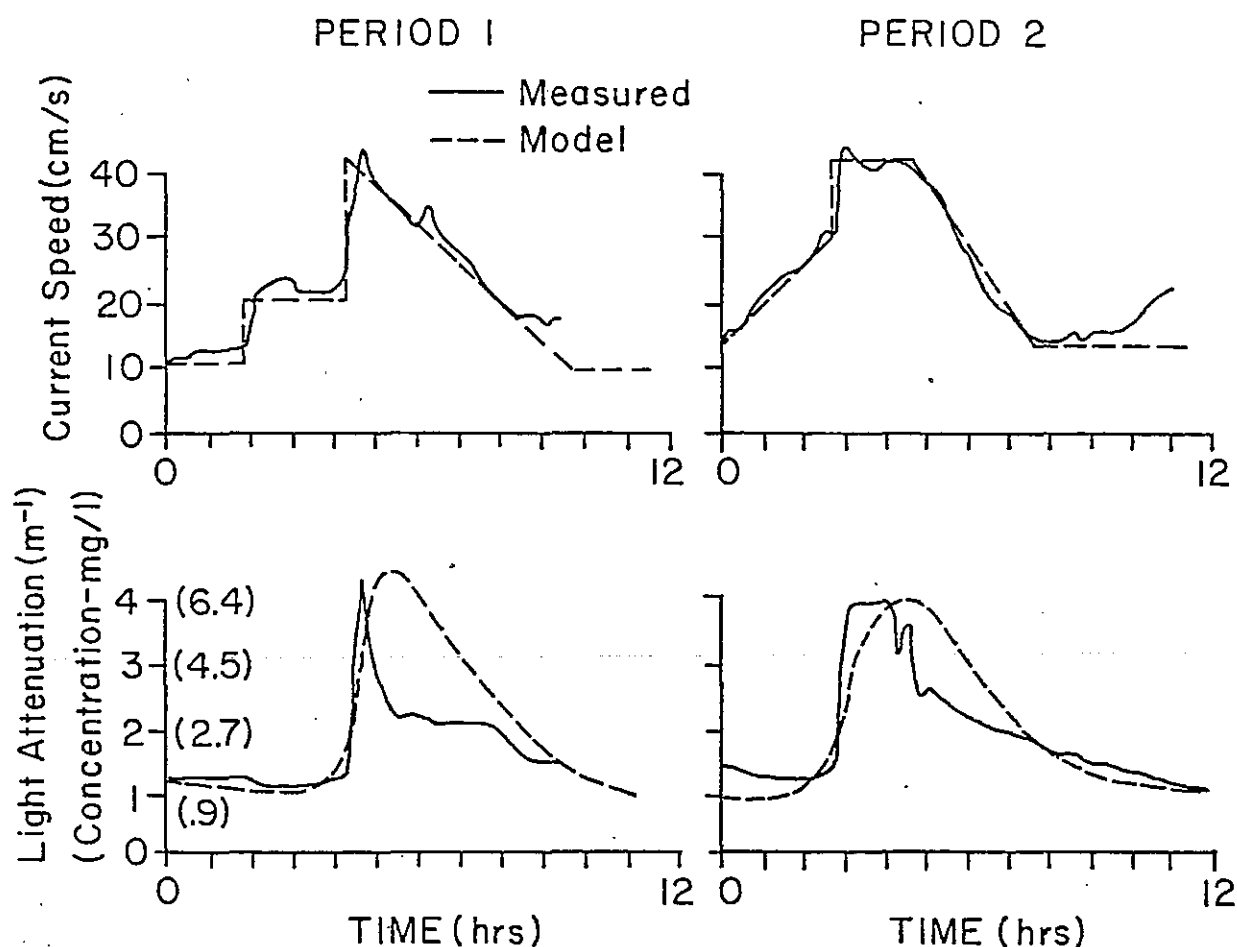 PERIOD 1
PERIOD 2
Measured
Model
Current Speed (cm/s)
40
30
20
10
0
0
12
0
12
Light Attenuation (m⁻¹)
(Concentration-mg/l)
4 (6.4)
3 (4.5)
2 (2.7)
1
(.9)
0
0
12
0
12
TIME (hrs)
TIME (hrs)